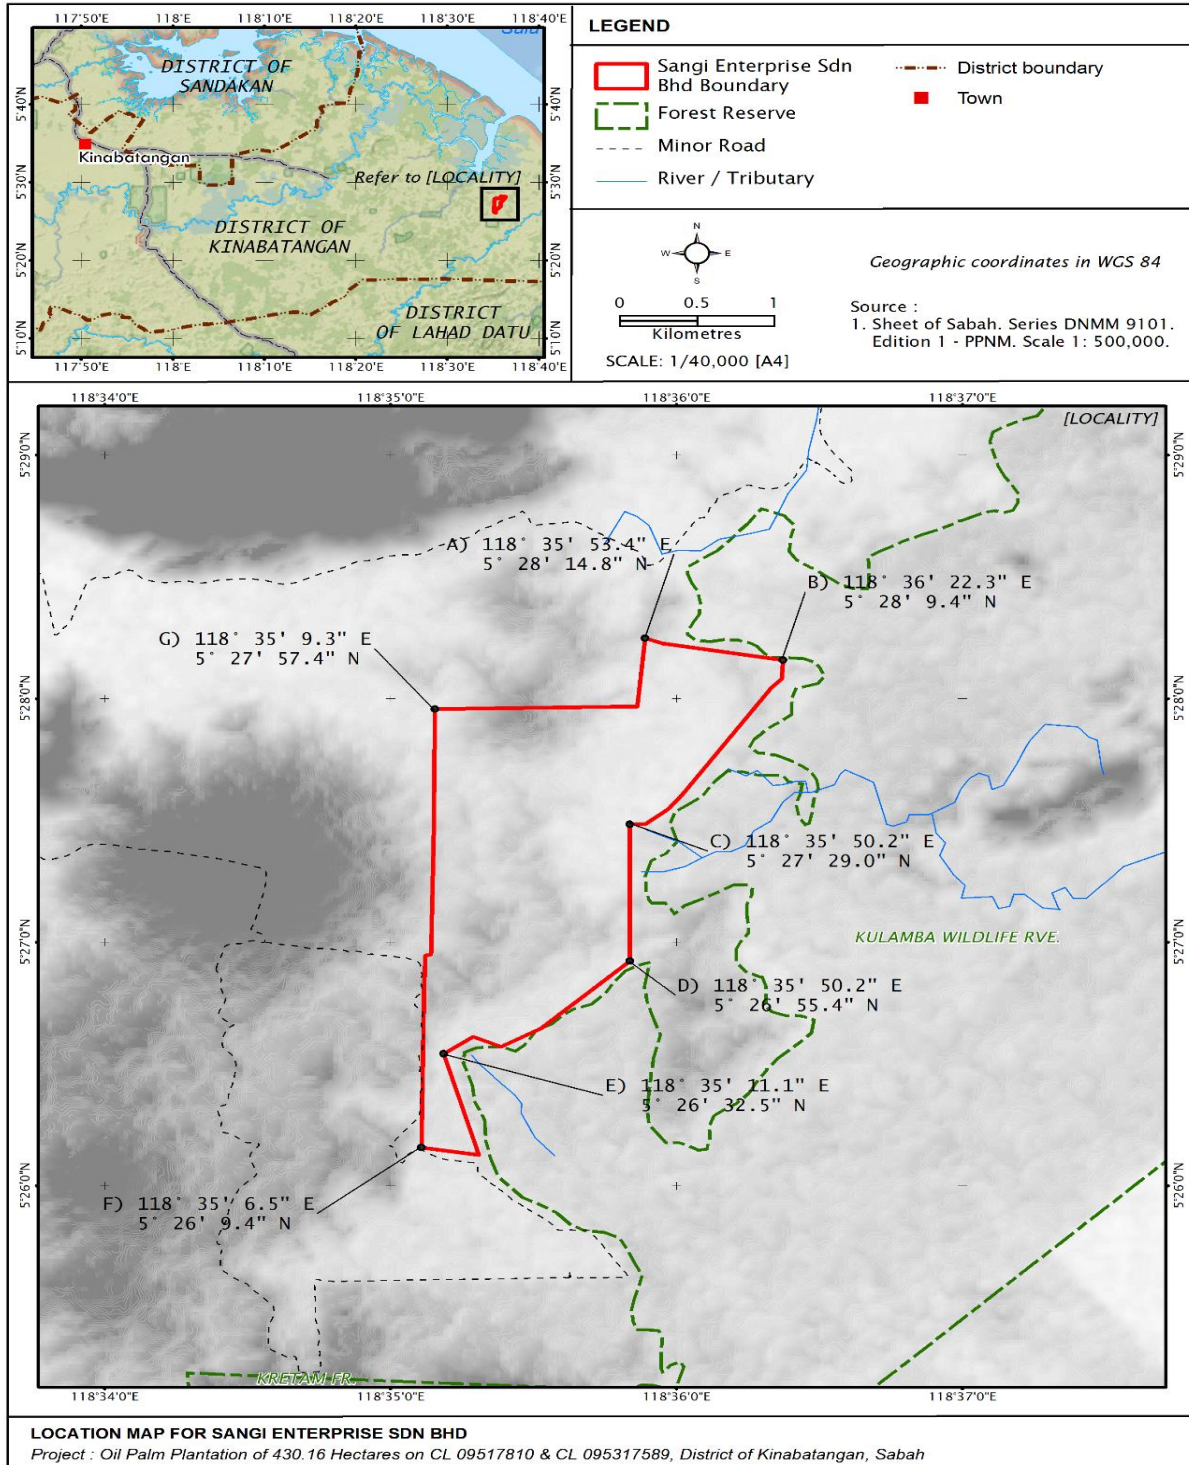 117°50'E 118°E 118°10'E 118°20'E 118°30'E 118°40'E
DISTRICT OF
SANDAKAN
5°40'N
5°40'N
Kinabatangan
Refer to [LOCALITY]
5°30'N
5°30'N
DISTRICT OF
KINABATANGAN
5°20'N
5°20'N
DISTRICT
OF LAHAD DATU
5°10'N
5°10'N
117°50'E 118°E 118°10'E 118°20'E 118°30'E 118°40'E
LEGEND
Sangi Enterprise Sdn
Bhd Boundary
Forest Reserve
Minor Road
River / Tributary
District boundary
Town
N
W E
S
0 0.5 1
Kilometres
SCALE: 1/40,000 [A4]
Geographic coordinates in WGS 84
Source :
1. Sheet of Sabah. Series DNMM 9101.
Edition 1 - PPNM. Scale 1: 500,000.
118°34'0"E 118°35'0"E 118°36'0"E 118°37'0"E
[LOCALITY]
5°29'0"N
5°29'0"N
A) 118° 35' 53.4" E
5° 28' 14.8" N
B) 118° 36' 22.3" E
5° 28' 9.4" N
G) 118° 35' 9.3" E
5° 27' 57.4" N
5°28'0"N
5°28'0"N
C) 118° 35' 50.2" E
5° 27' 29.0" N
KULAMBA WILDLIFE RVE.
5°27'0"N
5°27'0"N
D) 118° 35' 50.2" E
5° 26' 55.4" N
E) 118° 35' 11.1" E
5° 26' 32.5" N
F) 118° 35' 6.5" E
5° 26' 9.4" N
5°26'0"N
5°26'0"N
KRETAM FR.
118°34'0"E 118°35'0"E 118°36'0"E 118°37'0"E
LOCATION MAP FOR SANGI ENTERPRISE SDN BHD
Project : Oil Palm Plantation of 430.16 Hectares on CL 09517810 & CL 095317589, District of Kinabatangan, Sabah